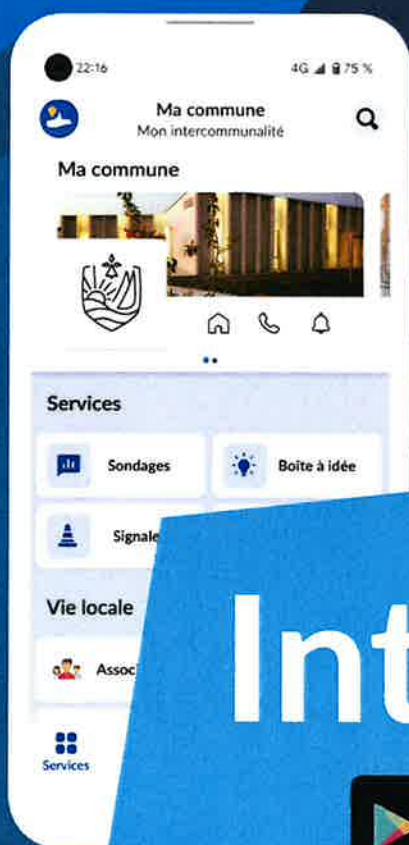 22:16
4G 75 %
Ma commune
Mon intercommunalité
Ma commune
Services
Sondages
Boîte à idée
Signale
Vie locale
Assoc
Services
Int